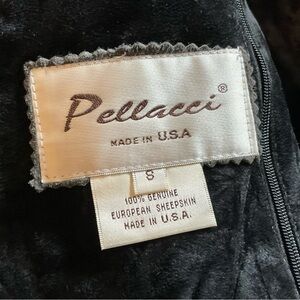 Pellacci®
MADE IN U.S.A
S
100% GENUINE
EUROPEAN SHEEPSKIN
MADE IN U.S.A.